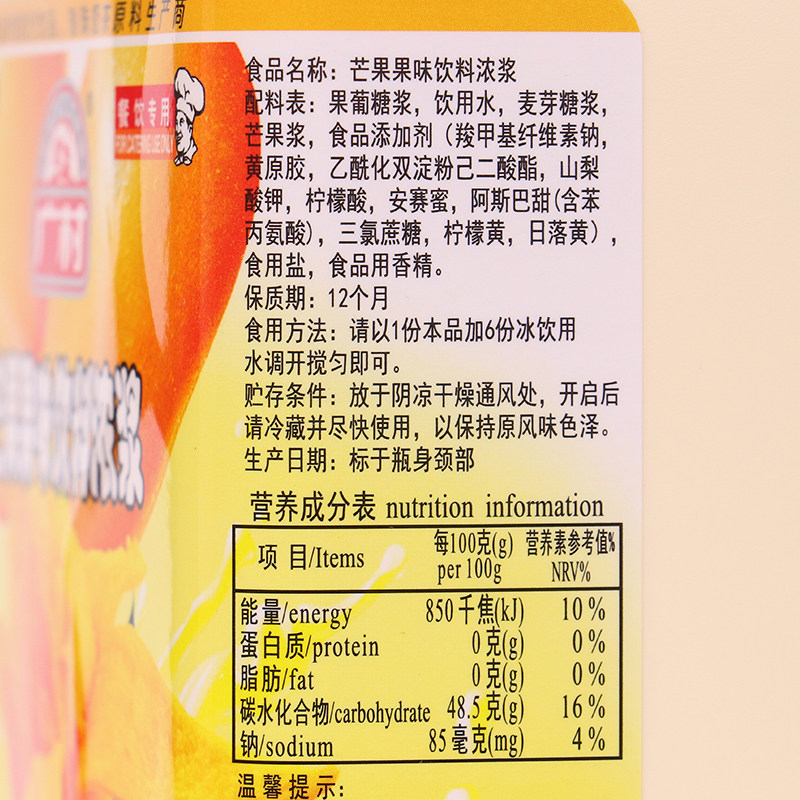 原料生产商
餐饮专用
FOR CATERING USE ONLY
广村
食品名称：芒果果味饮料浓浆
配料表：果葡糖浆，饮用水，麦芽糖浆，
芒果浆，食品添加剂（羧甲基纤维素钠，
黄原胶，乙酰化双淀粉己二酸酯，山梨
酸钾，柠檬酸，安赛蜜，阿斯巴甜(含苯
丙氨酸)，三氯蔗糖，柠檬黄，日落黄），
食用盐，食品用香精。
保质期：12个月
食用方法：请以1份本品加6份冰饮用
水调开搅匀即可。
贮存条件：放于阴凉干燥通风处，开启后
请冷藏并尽快使用，以保持原风味色泽。
生产日期：标于瓶身颈部
营养成分表 nutrition information
项目/Items 每100克(g) 营养素参考值%
per 100g NRV%
能量/energy 850千焦(kJ) 10%
蛋白质/protein 0克(g) 0%
脂肪/fat 0克(g) 0%
碳水化合物/carbohydrate 48.5克(g) 16%
钠/sodium 85毫克(mg) 4%
温馨提示：